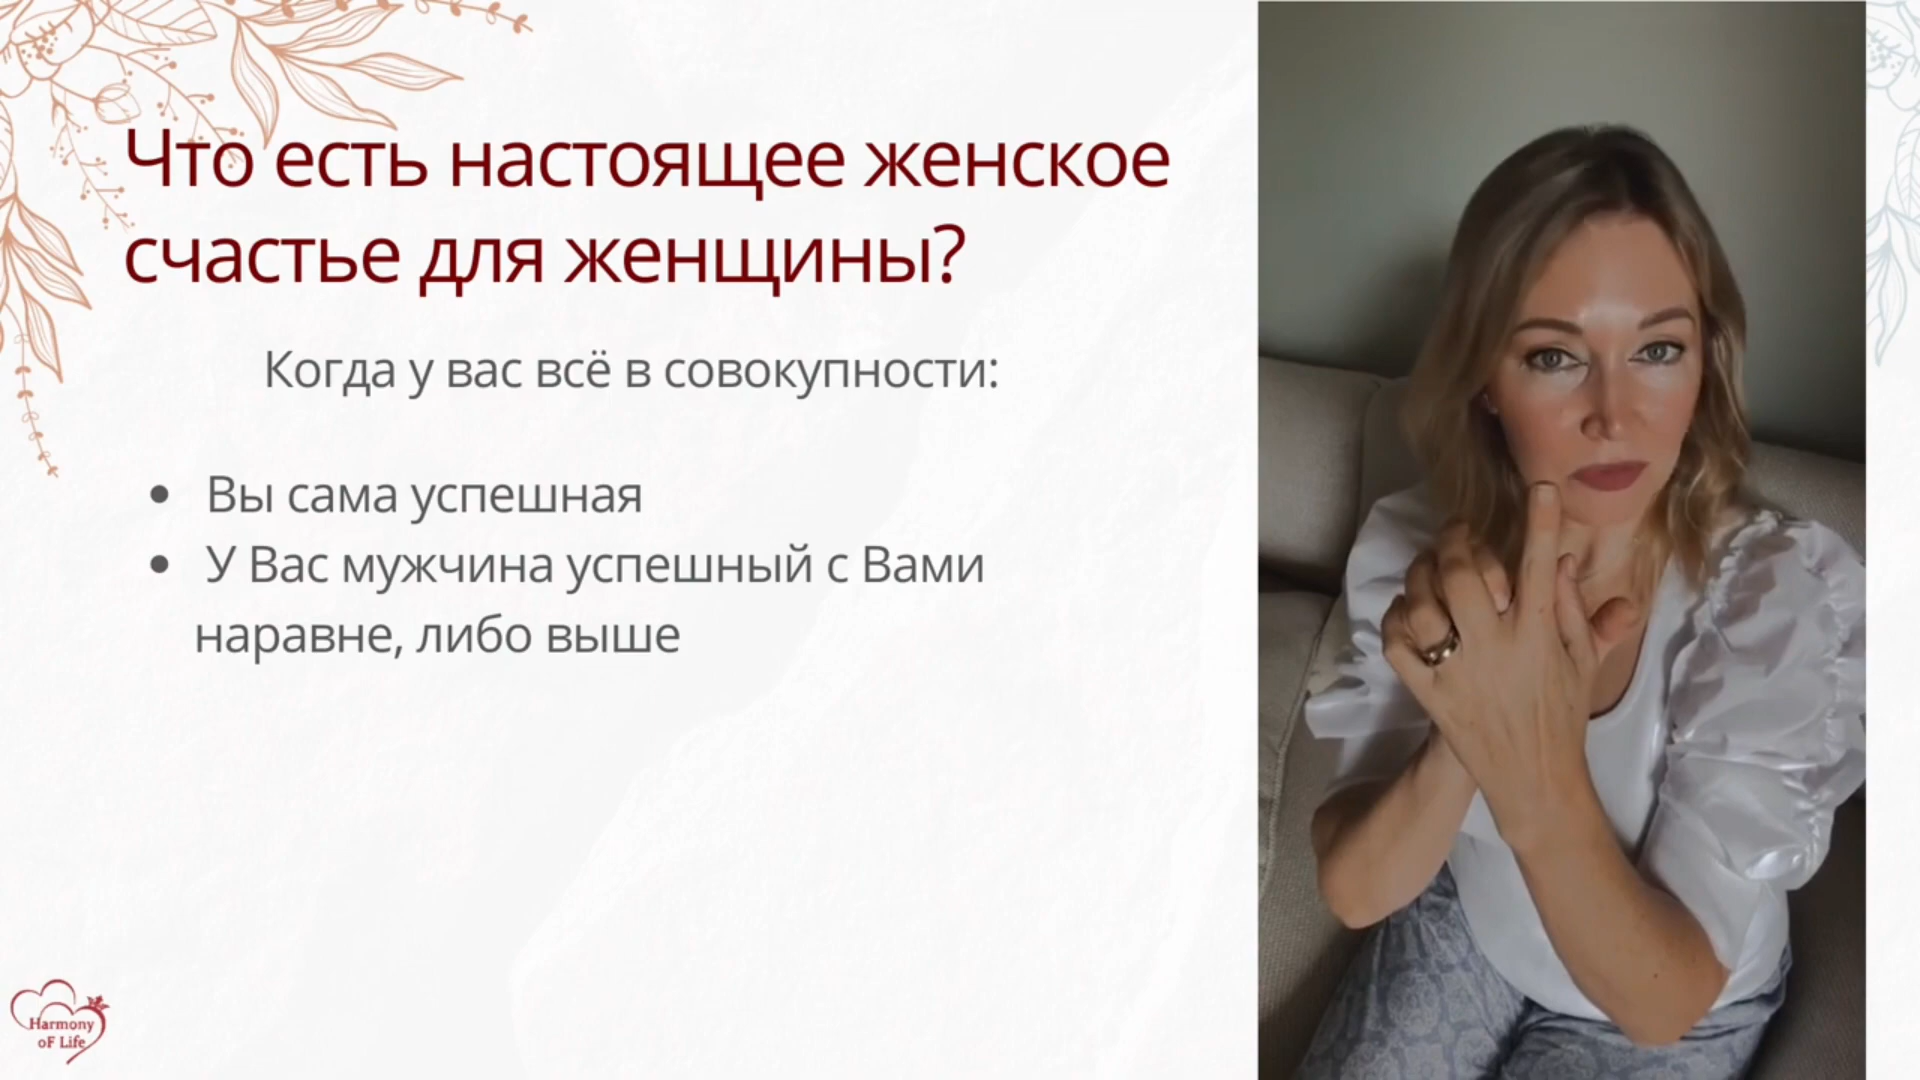 Что есть настоящее женское
счастье для женщины?
Когда у вас всё в совокупности:
• Вы сама успешная
• У Вас мужчина успешный с Вами
наравне, либо выше
Harmony
oF Life